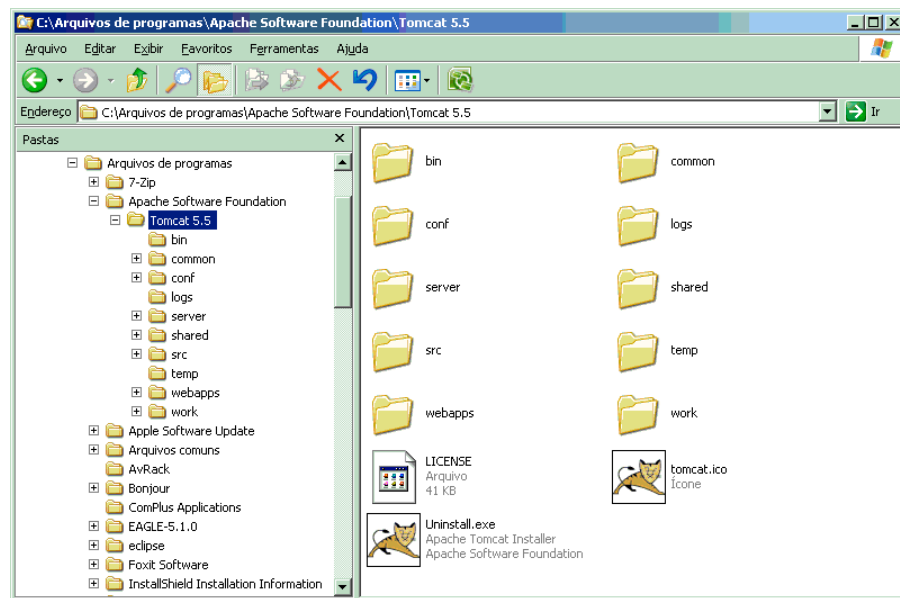 C:\Arquivos de programas\Apache Software Foundation\Tomcat 5.5
Arquivo Editar Exibir Favoritos Ferramentas Ajuda
Endereço C:\Arquivos de programas\Apache Software Foundation\Tomcat 5.5 Ir
Pastas
Arquivos de programas
7-Zip
Apache Software Foundation
Tomcat 5.5
bin
common
conf
logs
server
shared
src
temp
webapps
work
Apple Software Update
Arquivos comuns
AvRack
Bonjour
ComPlus Applications
EAGLE-5.1.0
eclipse
Foxit Software
InstallShield Installation Information
bin
common
conf
logs
server
shared
src
temp
webapps
work
LICENSE
Arquivo
41 KB
tomcat.ico
Ícone
Uninstall.exe
Apache Tomcat Installer
Apache Software Foundation